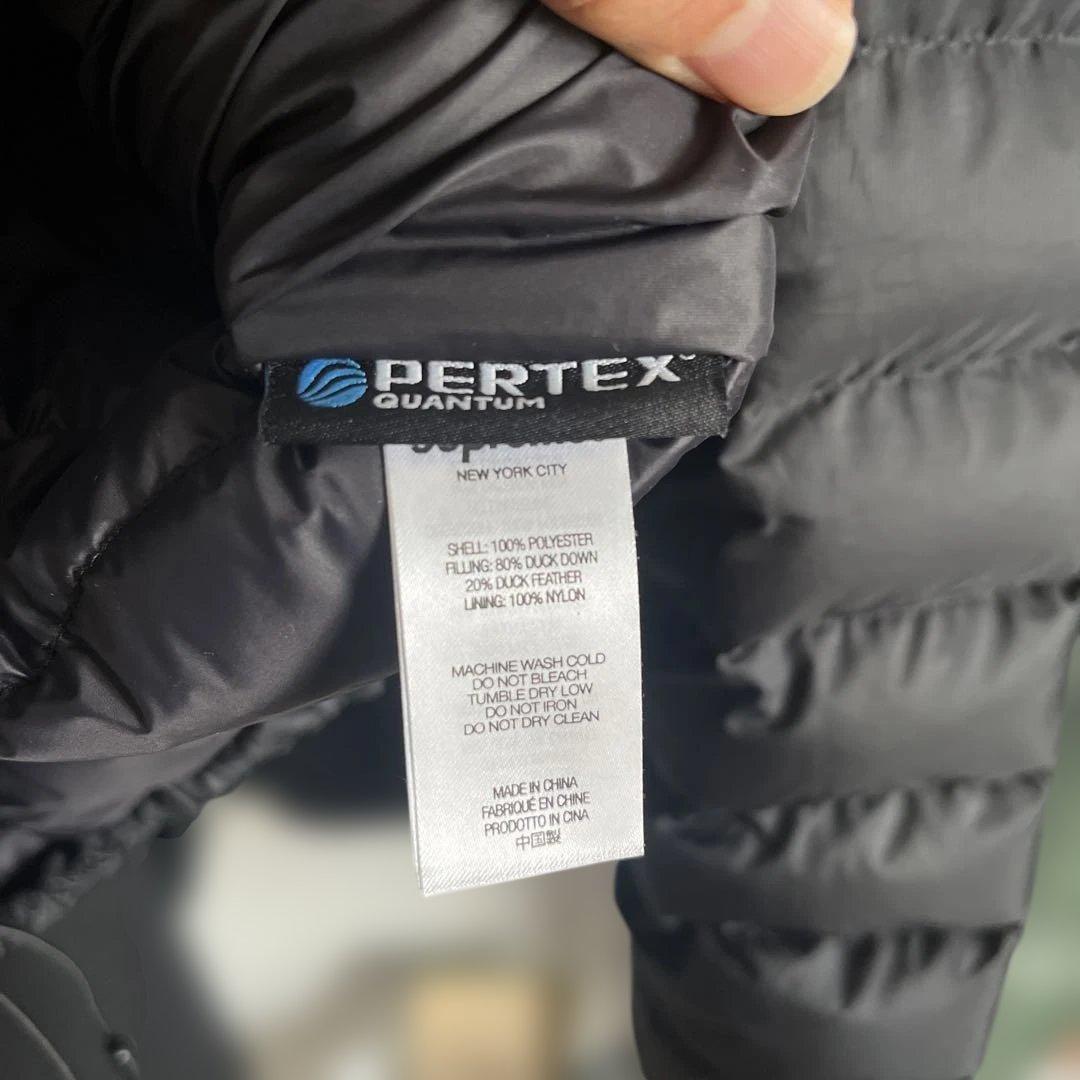 PERTEX
QUANTUM
Supreme
NEW YORK CITY
SHELL: 100% POLYESTER
FILLING: 80% DUCK DOWN
20% DUCK FEATHER
LINING: 100% NYLON
MACHINE WASH COLD
DO NOT BLEACH
TUMBLE DRY LOW
DO NOT IRON
DO NOT DRY CLEAN
MADE IN CHINA
FABRIQUÉ EN CHINE
PRODOTTO IN CINA
中国製